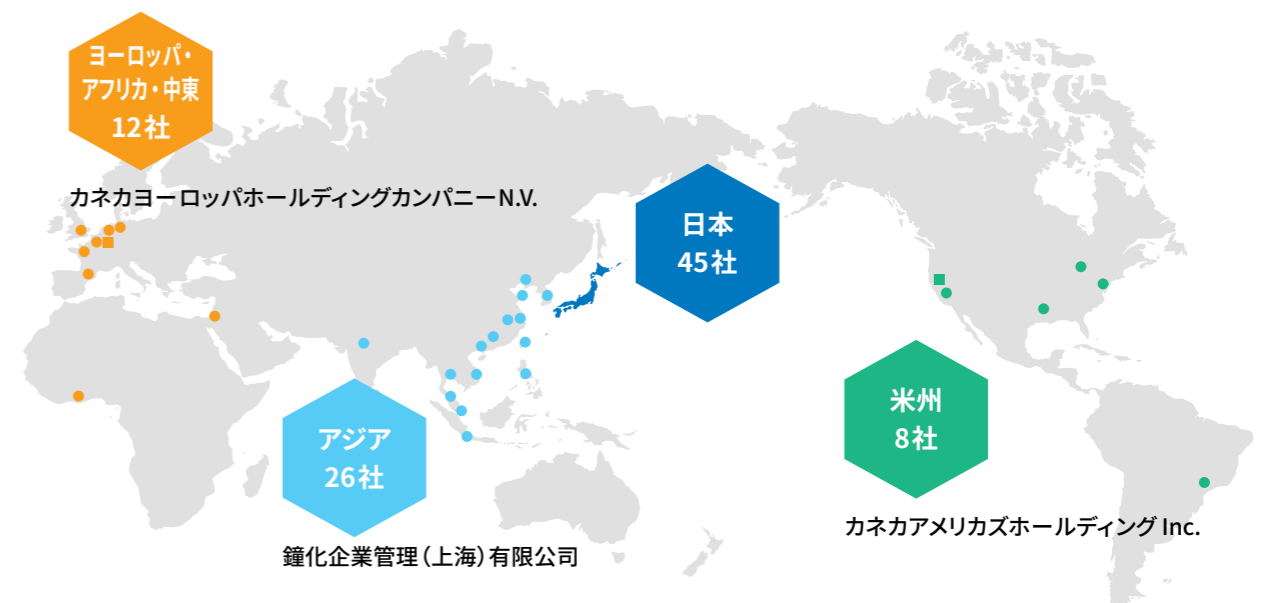 ヨーロッパ・
アフリカ・中東
12社
カネカヨーロッパホールディングカンパニーN.V.
日本
45社
アジア
26社
鐘化企業管理(上海)有限公司
米州
8社
カネカアメリカズホールディング Inc.